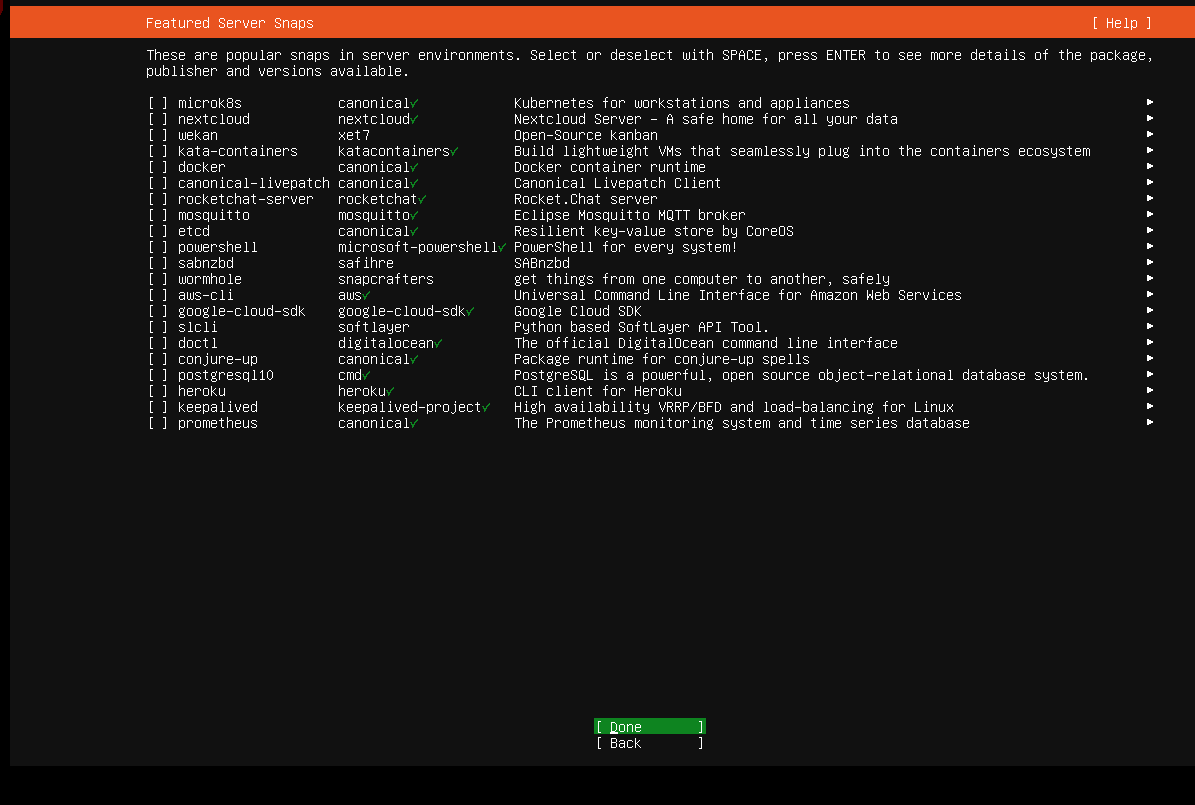 Featured Server Snaps [ Help ]
These are popular snaps in server environments. Select or deselect with SPACE, press ENTER to see more details of the package,
publisher and versions available.
[ ] microk8s canonical✓ Kubernetes for workstations and appliances ▸
[ ] nextcloud nextcloud✓ Nextcloud Server - A safe home for all your data ▸
[ ] wekan xet7 Open-Source kanban ▸
[ ] kata-containers katacontainers✓ Build lightweight VMs that seamlessly plug into the containers ecosystem ▸
[ ] docker canonical✓ Docker container runtime ▸
[ ] canonical-livepatch canonical✓ Canonical Livepatch Client ▸
[ ] rocketchat-server rocketchat✓ Rocket.Chat server ▸
[ ] mosquitto mosquitto✓ Eclipse Mosquitto MQTT broker ▸
[ ] etcd canonical✓ Resilient key-value store by CoreOS ▸
[ ] powershell microsoft-powershell✓ PowerShell for every system! ▸
[ ] sabnzbd safihre SABnzbd ▸
[ ] wormhole snapcrafters get things from one computer to another, safely ▸
[ ] aws-cli aws✓ Universal Command Line Interface for Amazon Web Services ▸
[ ] google-cloud-sdk google-cloud-sdk✓ Google Cloud SDK ▸
[ ] slcli softlayer Python based SoftLayer API Tool. ▸
[ ] doctl digitalocean✓ The official DigitalOcean command line interface ▸
[ ] conjure-up canonical✓ Package runtime for conjure-up spells ▸
[ ] postgresql10 cmd✓ PostgreSQL is a powerful, open source object-relational database system. ▸
[ ] heroku heroku✓ CLI client for Heroku ▸
[ ] keepalived keepalived-project✓ High availability VRRP/BFD and load-balancing for Linux ▸
[ ] prometheus canonical✓ The Prometheus monitoring system and time series database ▸
[ Done ]
[ Back ]